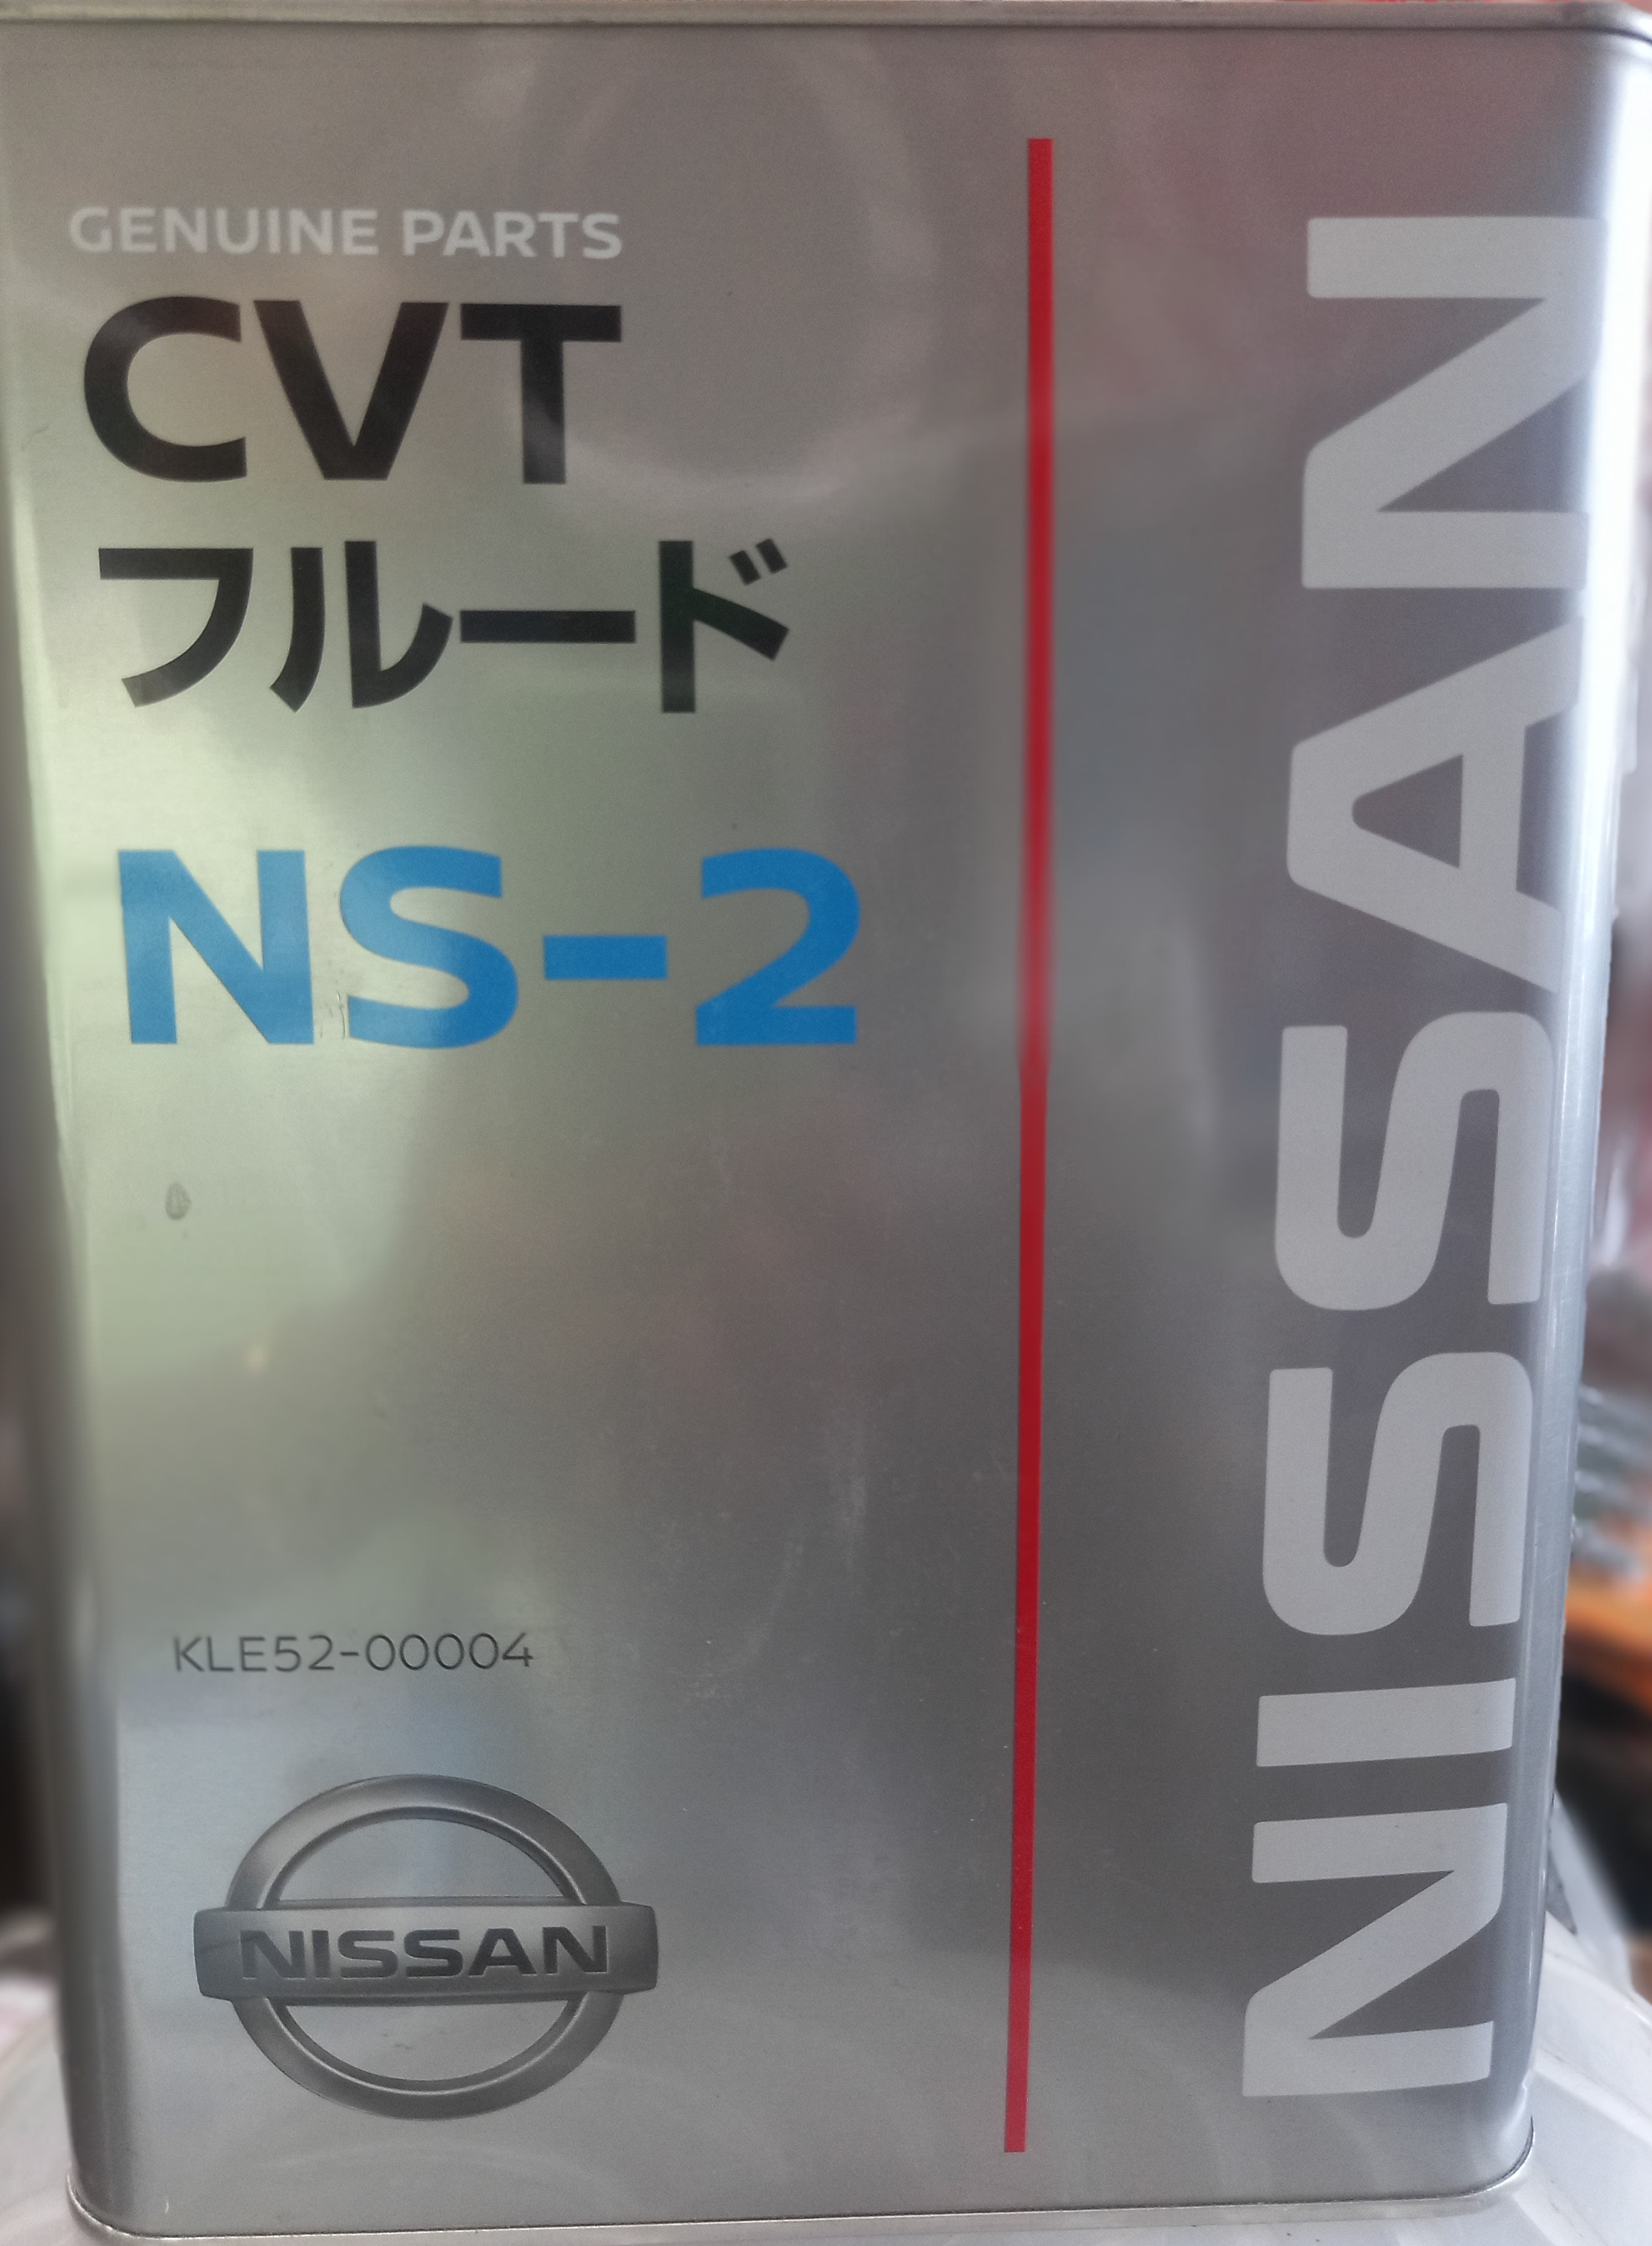 GENUINE PARTS
CVT
フルード
NS-2
KLE52-00004
NISSAN
NISSAN